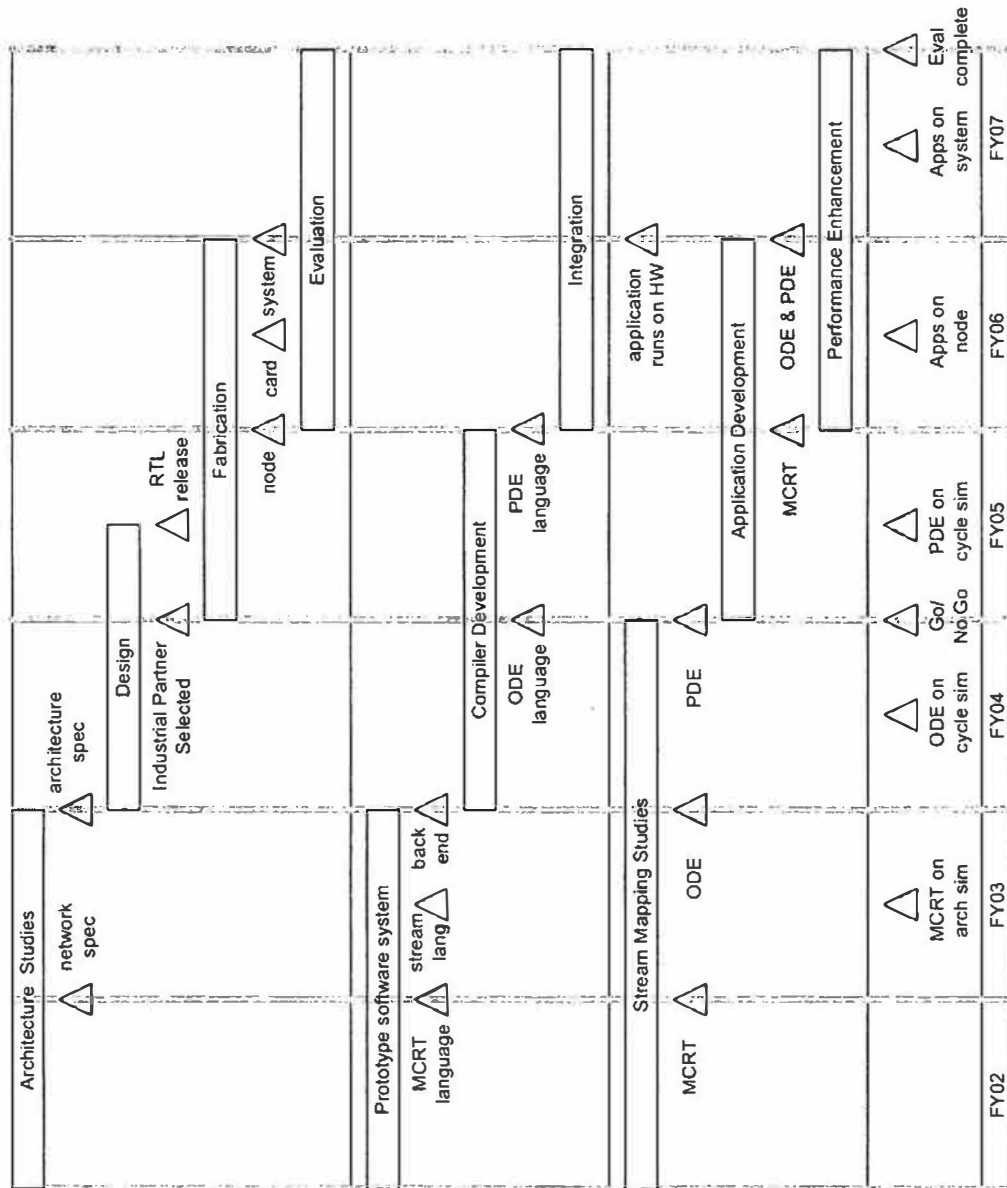 Architecture Studies
network
spec
architecture
spec
Design
Industrial Partner
Selected
RTL
release
Fabrication
node
card
system
Evaluation
Prototype software system
MCRT
language
stream
lang
back
end
Compiler Development
ODE
language
PDE
language
Integration
Stream Mapping Studies
MCRT
ODE
PDE
application
runs on HW
Application Development
MCRT
ODE & PDE
Performance Enhancement
MCRT on
arch sim
ODE on
cycle sim
Go/
No Go
PDE on
cycle sim
Apps on
node
Apps on
system
Eval
complete
FY02
FY03
FY04
FY05
FY06
FY07